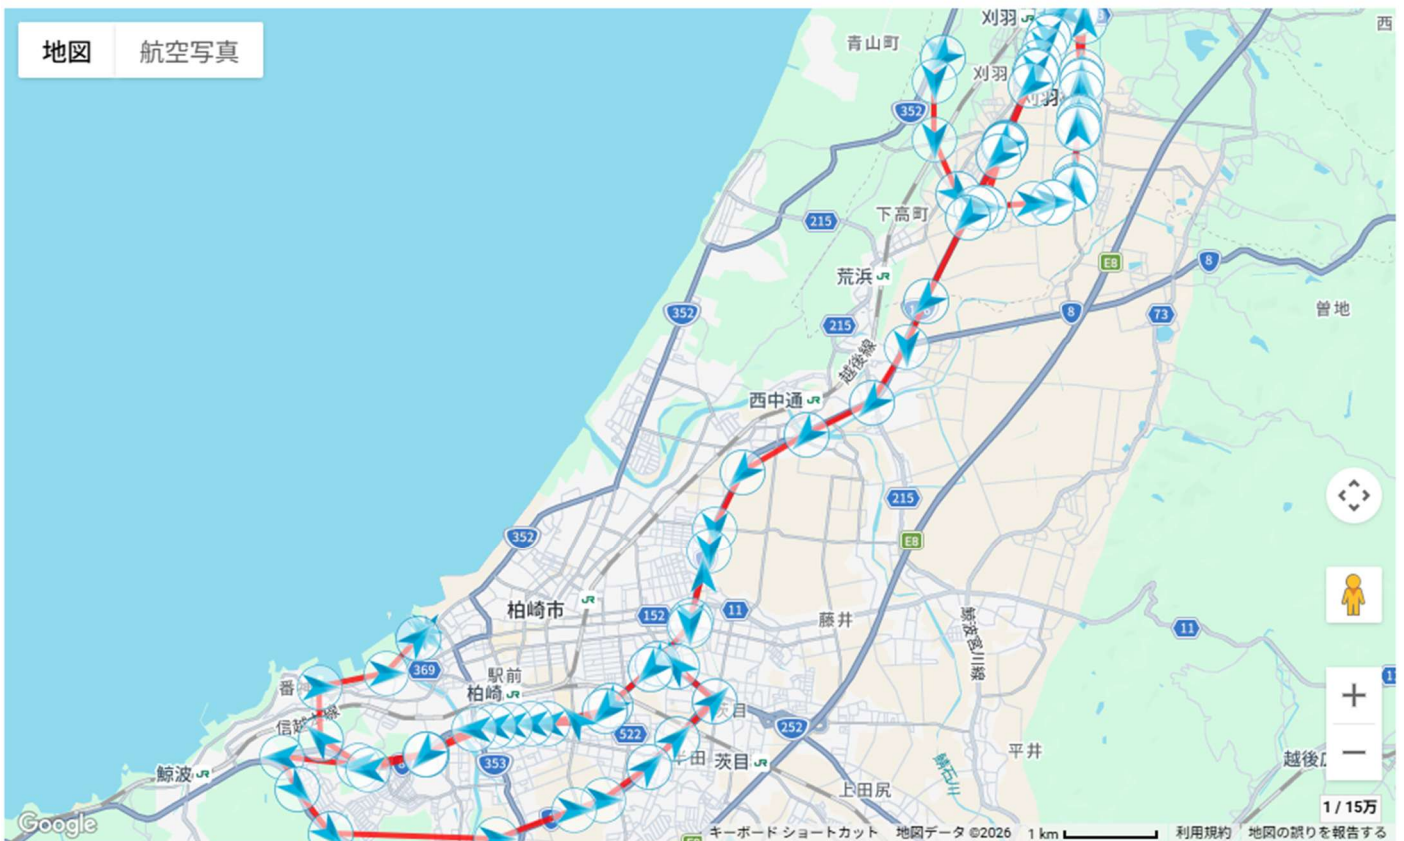 地図 航空写真
刈羽
西
青山町
刈羽
352
215
下高町
E8
8
荒浜
352
215
8
73
曽地
越後線
西中通
215
E8
352
柏崎市
152
11
藤井
鯨波宮川線
11
369
駅前
柏崎
番
信越
線
252
522
茨目
平井
353
半田
茨目
鯖石川
越後広
鯨波
上田尻
1 / 15万
Google
キーボード ショートカット 地図データ ©2026 1 km 利用規約 地図の誤りを報告する